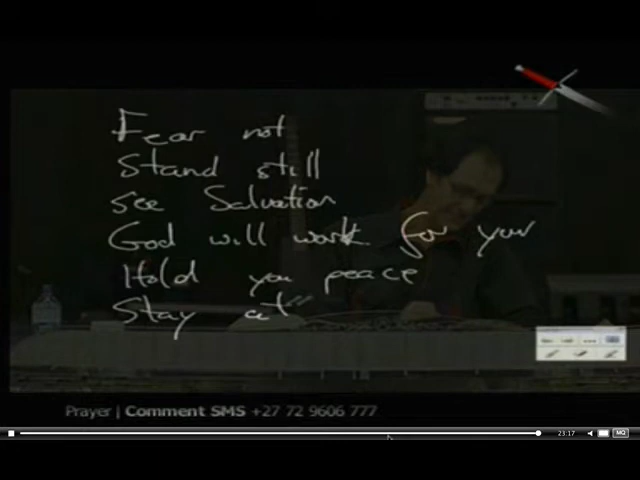 Fear not
Stand still
see Salvation
God will work for your
Hold you peace
Stay at
Prayer | Comment SMS +27 72 9606 777
23:17
MQ